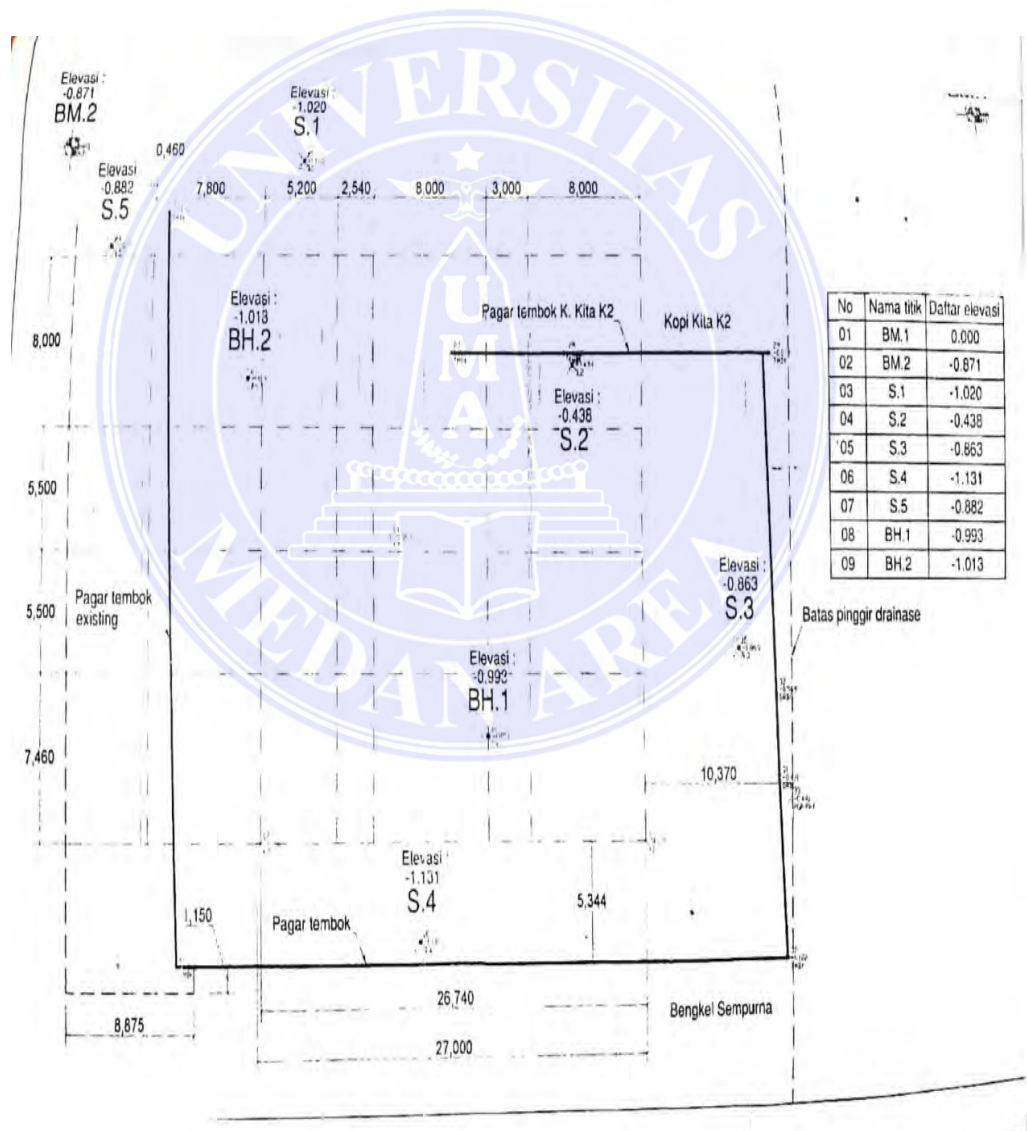 Elevasi :
-0.871
BM.2
Elevasi :
-1.020
S.1
0,460
Elevasi
-0.882
S.5
7,800
5,200
2,540
8.000
3,000
8,000
UNIVERSITAS
MEDAN AREA
UMA
Elevasi :
-1.013
BH.2
8,000
Pagar tembok K. Kita K2
Kopi Kita K2
Elevasi :
-0.438
S.2
No Nama titik Daftar elevasi
01 BM.1 0.000
02 BM.2 -0.871
03 S.1 -1.020
04 S.2 -0.438
05 S.3 -0.863
06 S.4 -1.131
07 S.5 -0.882
08 BH.1 -0.993
09 BH.2 -1.013
5,500
5,500
Pagar tembok
existing
Elevasi :
-0.863
S.3
Batas pinggir drainase
Elevasi :
-0.993
BH.1
7,460
10,370
Elevasi :
-1.131
S.4
5,344
1,150
Pagar tembok
26,740
Bengkel Sempurna
8,875
27,000